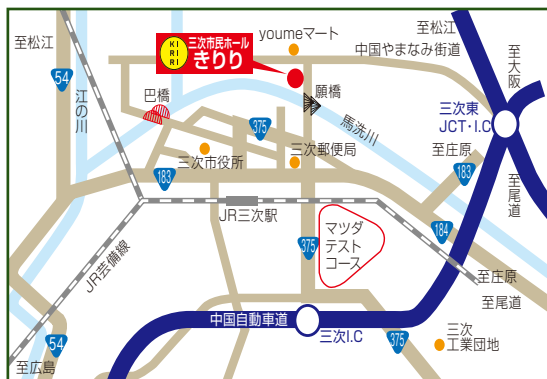 至松江
54
江の川
KI
RI
RI
三次市民ホール
きりり
youmeマート
至松江
中国やまなみ街道
至大阪
三次東
JCT・I.C
巴橋
願橋
375
馬洗川
三次市役所
三次郵便局
至庄原
183
183
至尾道
JR三次駅
マツダ
テスト
コース
375
184
JR芸備線
至庄原
至尾道
中国自動車道
三次I.C
54
至広島
375
三次
工業団地